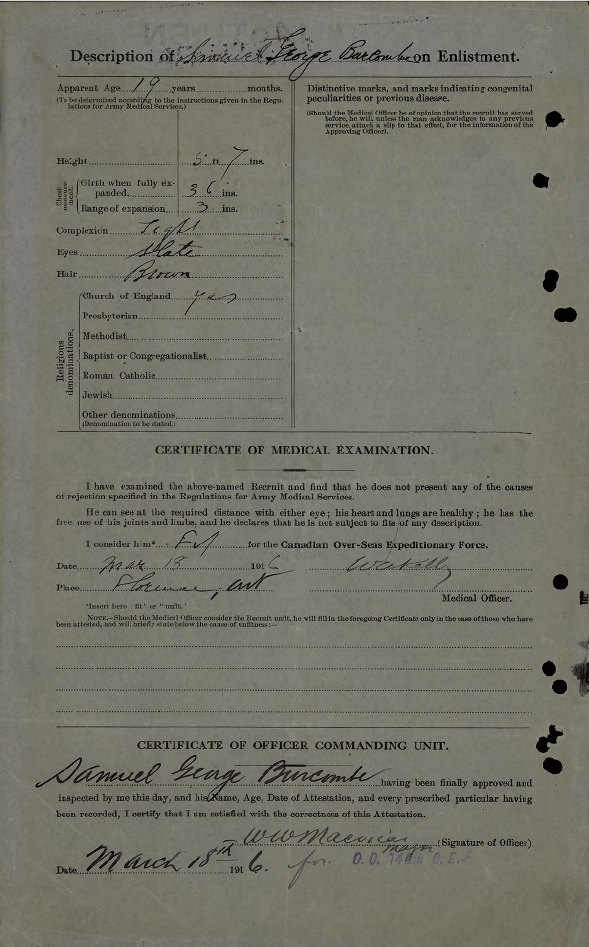 Description of Samuel George Burcombe on Enlistment.
Apparent Age 19 years months.
(To be determined according to the instructions given in the Regu-
lations for Army Medical Services.)
Height 5 ft 7 ins.
Chest measure-
ment.
Girth when fully ex-
panded. 36 ins.
Range of expansion 3 ins.
Complexion Light
Eyes Slate
Hair Brown
Religious
denominations.
Church of England yes
Presbyterian
Methodist
Baptist or Congregationalist
Roman Catholic
Jewish
Other denominations
(Denomination to be stated.)
Distinctive marks, and marks indicating congenital
peculiarities or previous disease.
(Should the Medical Officer be of opinion that the recruit has served
before, he will, unless the man acknowledges to any previous
service, attach a slip to that effect, for the information of the
Approving Officer).
CERTIFICATE OF MEDICAL EXAMINATION.
I have examined the above-named Recruit and find that he does not present any of the causes
of rejection specified in the Regulations for Army Medical Services.
He can see at the required distance with either eye; his heart and lungs are healthy; he has the
free use of his joints and limbs, and he declares that he is not subject to fits of any description.
I consider him* Fit for the Canadian Over-Seas Expeditionary Force.
Date Mar 18 1916
Place Florence, Ont
Medical Officer.
*Insert here "fit" or "unfit."
NOTE.—Should the Medical Officer consider the Recruit unfit, he will fill in the foregoing Certificate only in the case of those who have
been attested, and will briefly state below the cause of unfitness:—
CERTIFICATE OF OFFICER COMMANDING UNIT.
Samuel George Burcombe having been finally approved and
inspected by me this day, and his Name, Age, Date of Attestation, and every prescribed particular having
been recorded, I certify that I am satisfied with the correctness of this Attestation.
(Signature of Officer)
Major
Date March 18th 1916. for O.C.